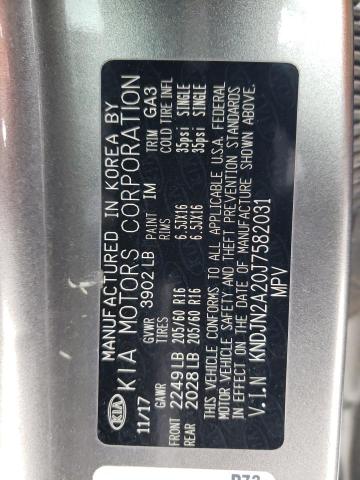 MANUFACTURED IN KOREA BY
KIA KIA MOTORS CORPORATION
11/17 GVWR 3902 LB 1M TRIM GA3
GAWR TIRES RIMS COLD TIRE INFL
FRONT 2249 LB 205/60 R16 6.5JX16 35psi SINGLE
REAR 2028 LB 205/60 R16 6.5JX16 35psi SINGLE
THIS VEHICLE CONFORMS TO ALL APPLICABLE U.S.A. FEDERAL
MOTOR VEHICLE SAFETY AND THEFT PREVENTION STANDARDS
IN EFFECT ON THE DATE OF MANUFACTURE SHOWN ABOVE.
V.I.N KNDJN2A20J7582031
MPV